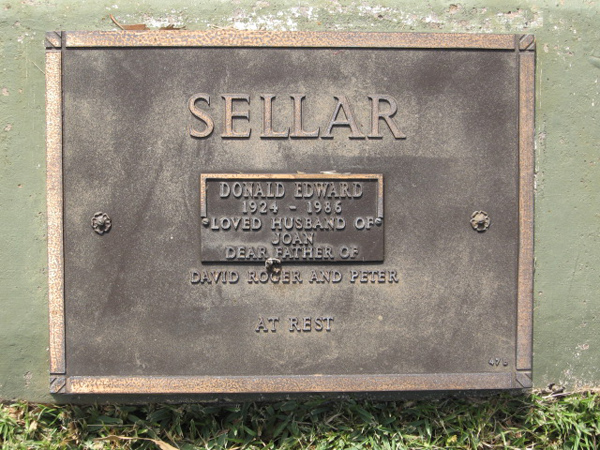 SELLAR
DONALD EDWARD
1924 - 1986
LOVED HUSBAND OF
JOAN
DEAR FATHER OF
DAVID ROGER AND PETER
AT REST